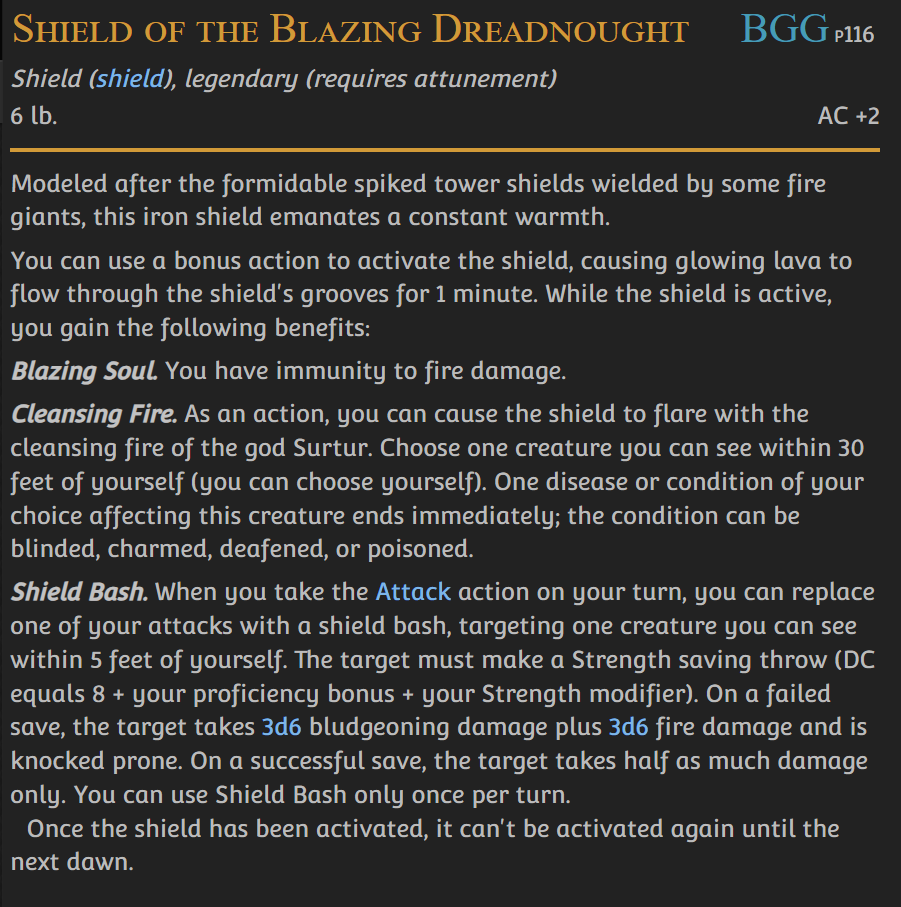 Shield of the Blazing Dreadnought BGG p116
Shield (shield), legendary (requires attunement)
6 lb. AC +2
Modeled after the formidable spiked tower shields wielded by some fire
giants, this iron shield emanates a constant warmth.
You can use a bonus action to activate the shield, causing glowing lava to
flow through the shield's grooves for 1 minute. While the shield is active,
you gain the following benefits:
Blazing Soul. You have immunity to fire damage.
Cleansing Fire. As an action, you can cause the shield to flare with the
cleansing fire of the god Surtur. Choose one creature you can see within 30
feet of yourself (you can choose yourself). One disease or condition of your
choice affecting this creature ends immediately; the condition can be
blinded, charmed, deafened, or poisoned.
Shield Bash. When you take the Attack action on your turn, you can replace
one of your attacks with a shield bash, targeting one creature you can see
within 5 feet of yourself. The target must make a Strength saving throw (DC
equals 8 + your proficiency bonus + your Strength modifier). On a failed
save, the target takes 3d6 bludgeoning damage plus 3d6 fire damage and is
knocked prone. On a successful save, the target takes half as much damage
only. You can use Shield Bash only once per turn.
Once the shield has been activated, it can't be activated again until the
next dawn.